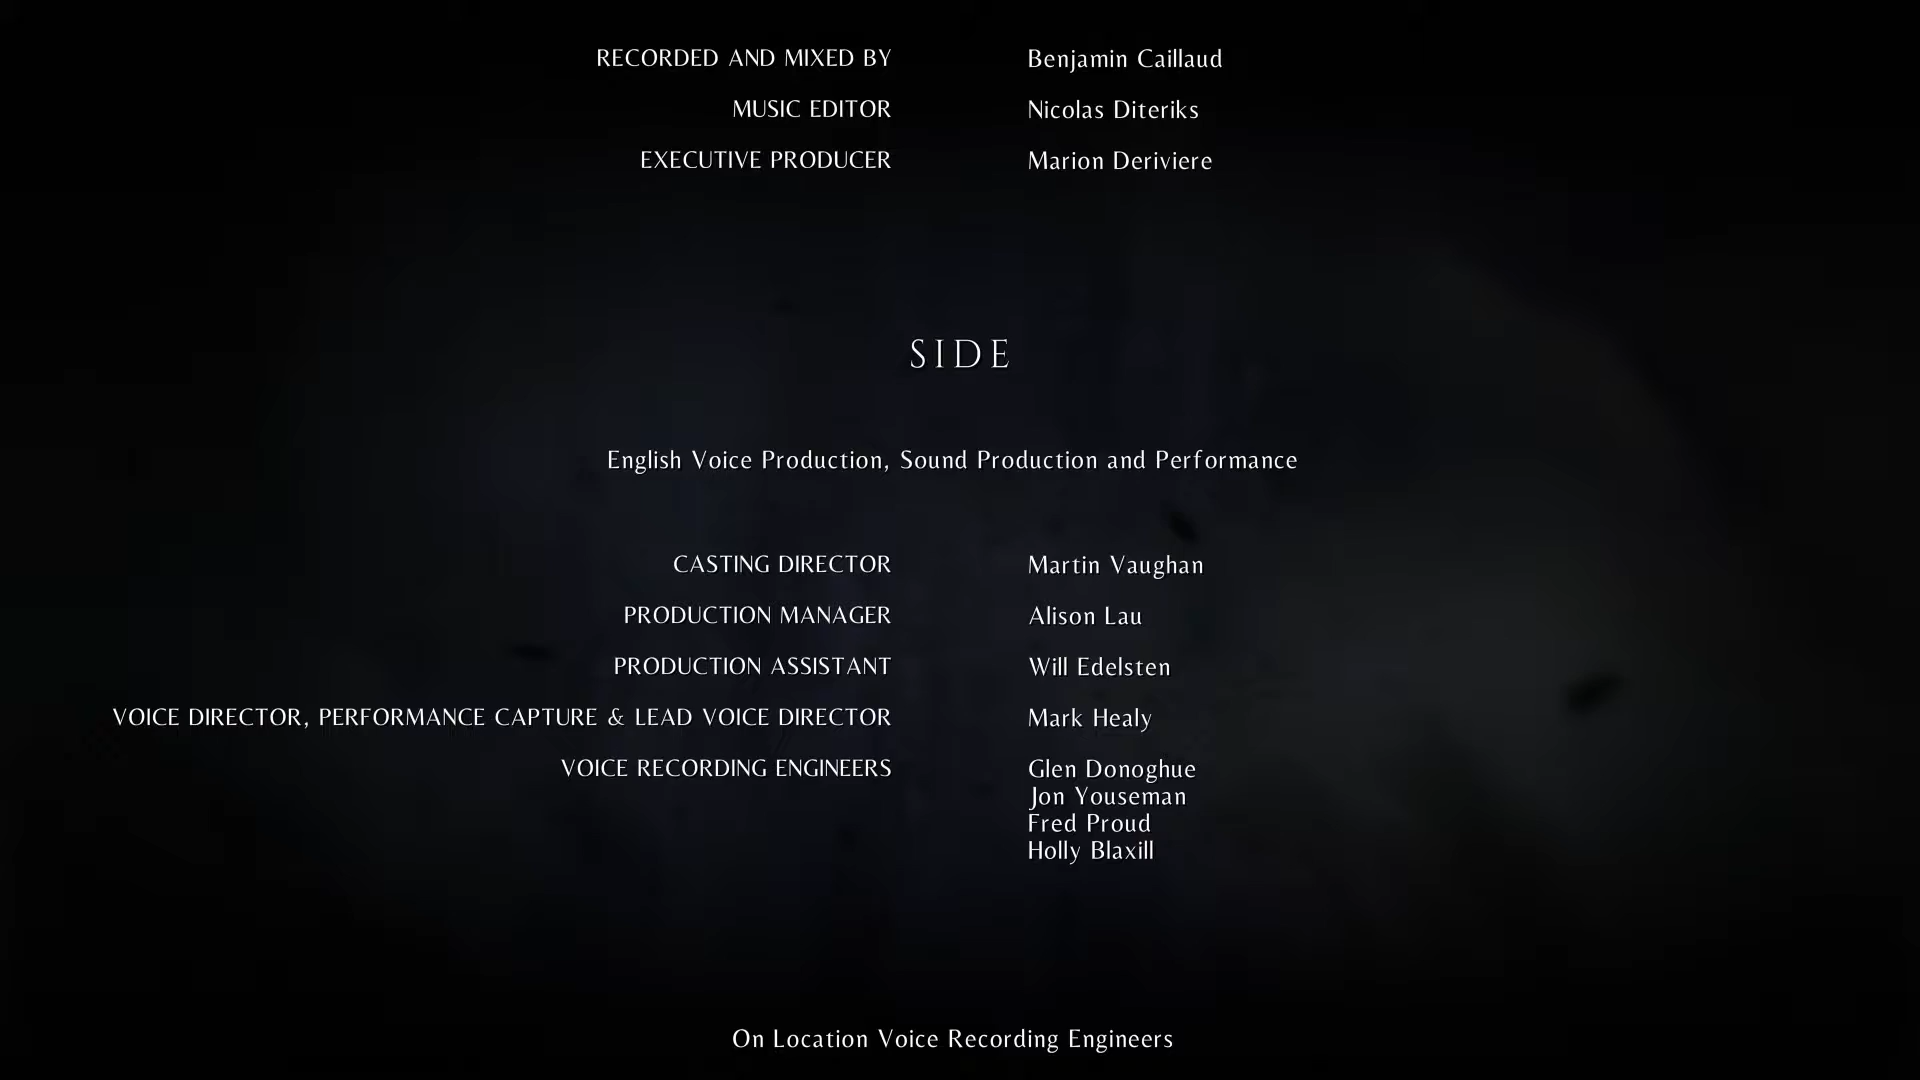 RECORDED AND MIXED BY Benjamin Caillaud
MUSIC EDITOR Nicolas Diteriks
EXECUTIVE PRODUCER Marion Deriviere
SIDE
English Voice Production, Sound Production and Performance
CASTING DIRECTOR Martin Vaughan
PRODUCTION MANAGER Alison Lau
PRODUCTION ASSISTANT Will Edelsten
VOICE DIRECTOR, PERFORMANCE CAPTURE & LEAD VOICE DIRECTOR Mark Healy
VOICE RECORDING ENGINEERS Glen Donoghue
Jon Youseman
Fred Proud
Holly Blaxill
On Location Voice Recording Engineers